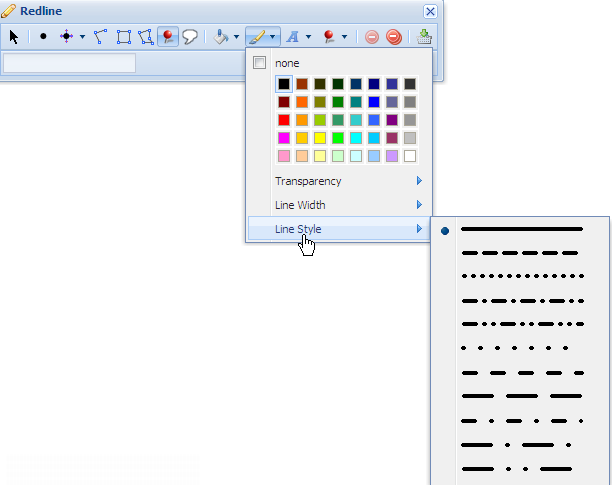 Redline
none
Transparency
Line Width
Line Style